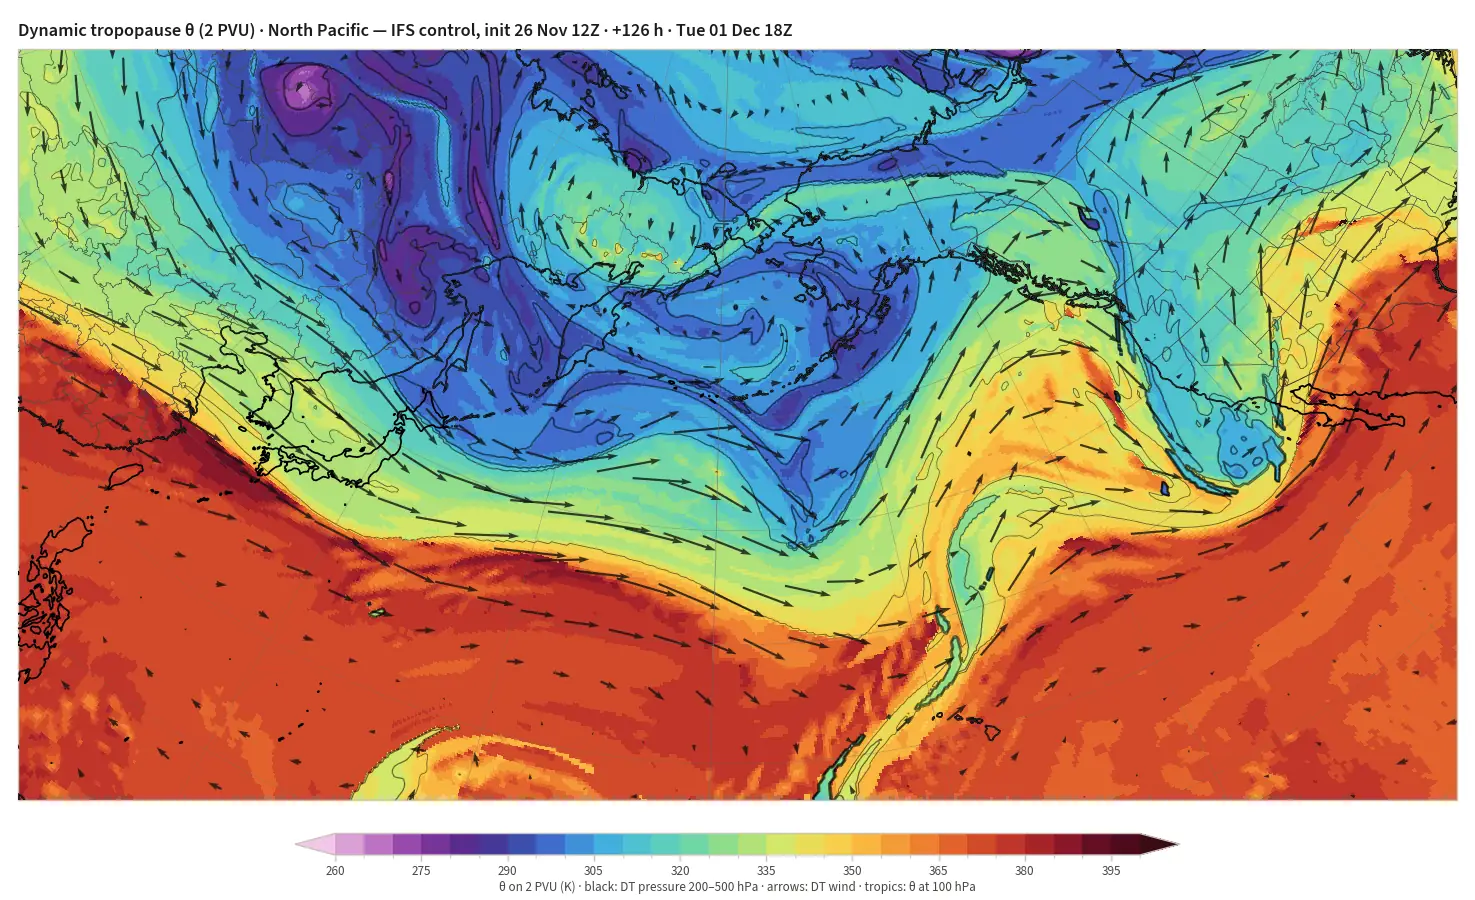 Dynamic tropopause θ (2 PVU) · North Pacific — IFS control, init 26 Nov 12Z · +126 h · Tue 01 Dec 18Z
260 275 290 305 320 335 350 365 380 395
θ on 2 PVU (K) · black: DT pressure 200–500 hPa · arrows: DT wind · tropics: θ at 100 hPa